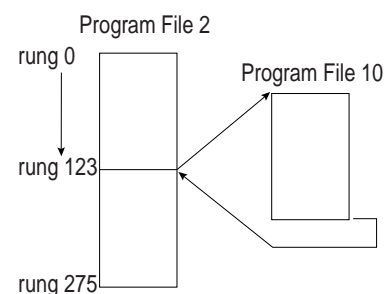 Program File 2
rung 0
Program File 10
rung 123
rung 275